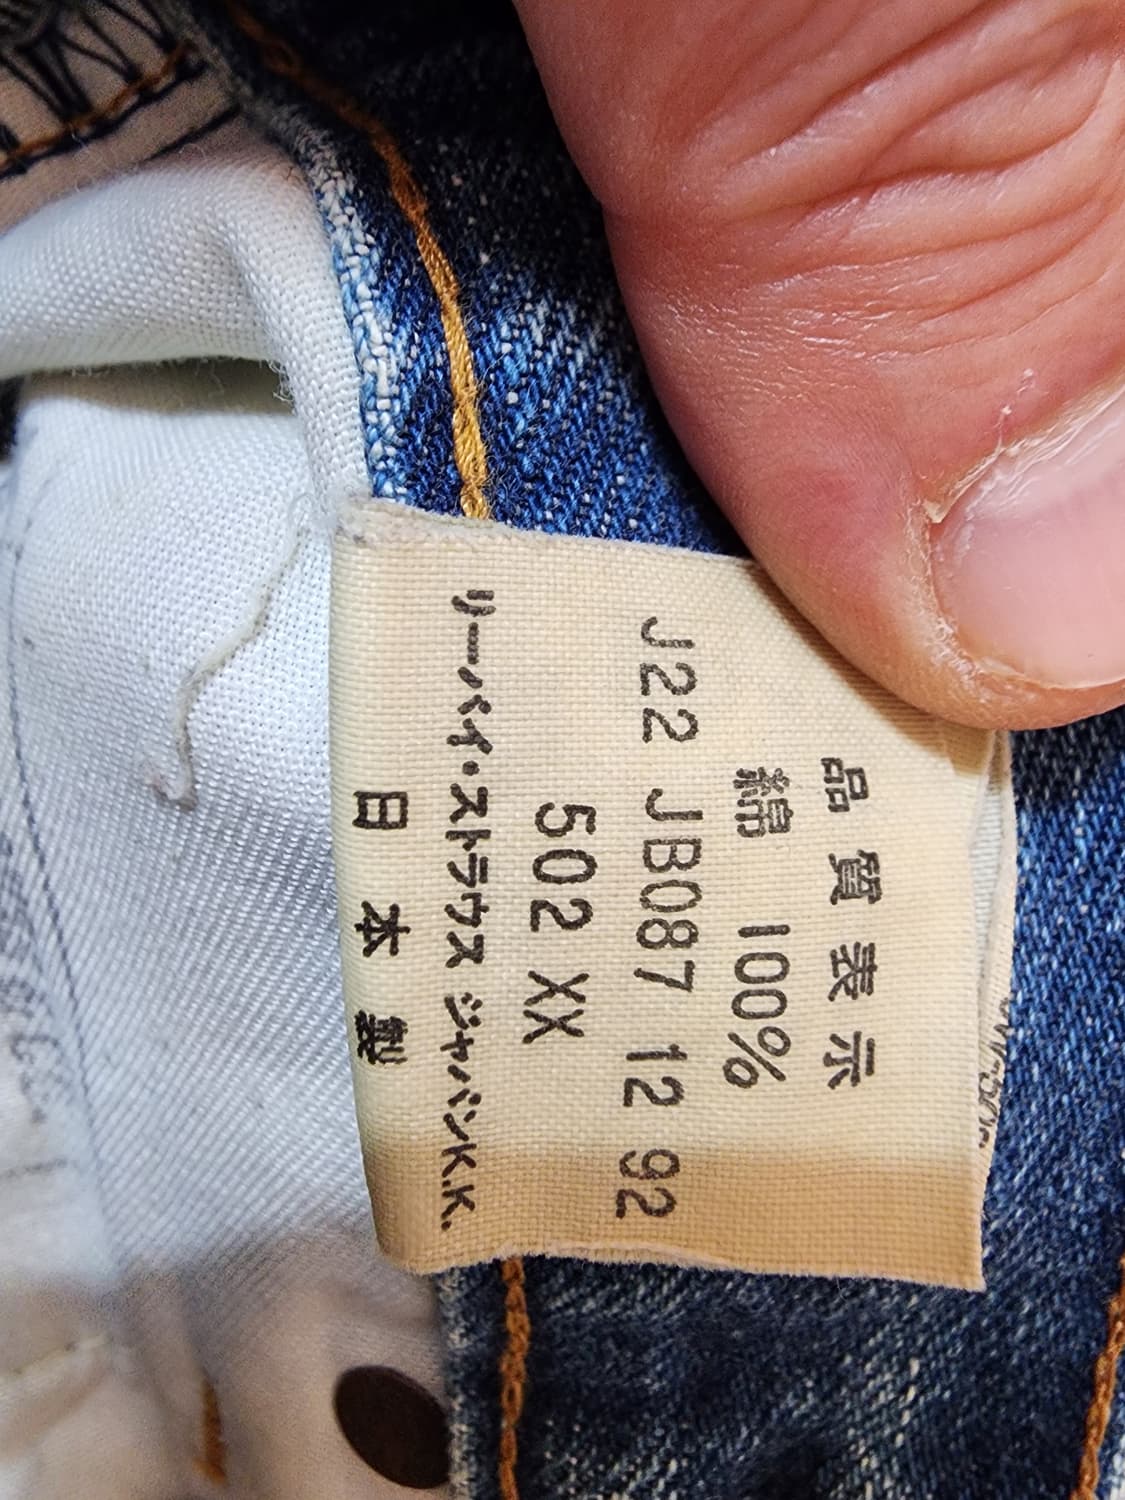 品質表示
綿 100%
J22 JB087 12 92
502 XX
リーバイ・ストラウス ジャパンK.K.
日本製